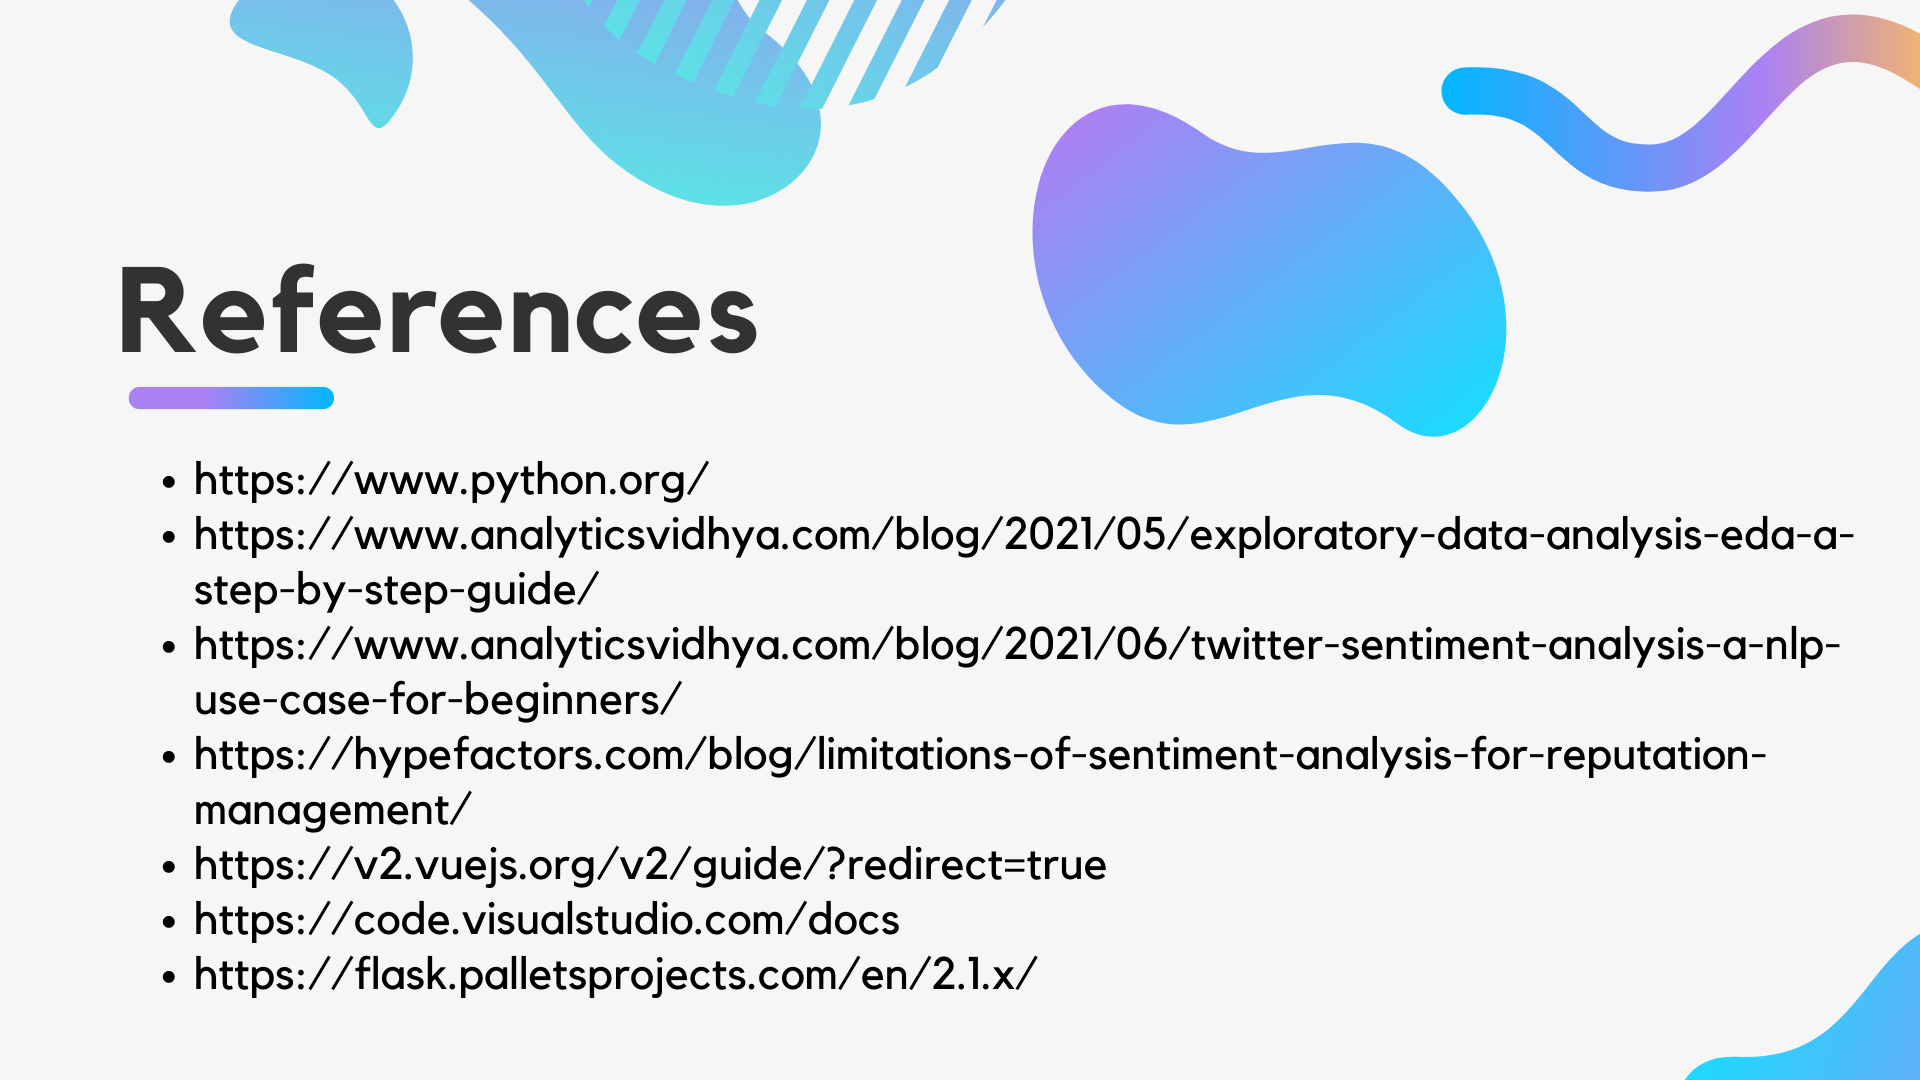 References
• https://www.python.org/
• https://www.analyticsvidhya.com/blog/2021/05/exploratory-data-analysis-eda-a-
step-by-step-guide/
• https://www.analyticsvidhya.com/blog/2021/06/twitter-sentiment-analysis-a-nlp-
use-case-for-beginners/
• https://hypefactors.com/blog/limitations-of-sentiment-analysis-for-reputation-
management/
• https://v2.vuejs.org/v2/guide/?redirect=true
• https://code.visualstudio.com/docs
• https://flask.palletsprojects.com/en/2.1.x/